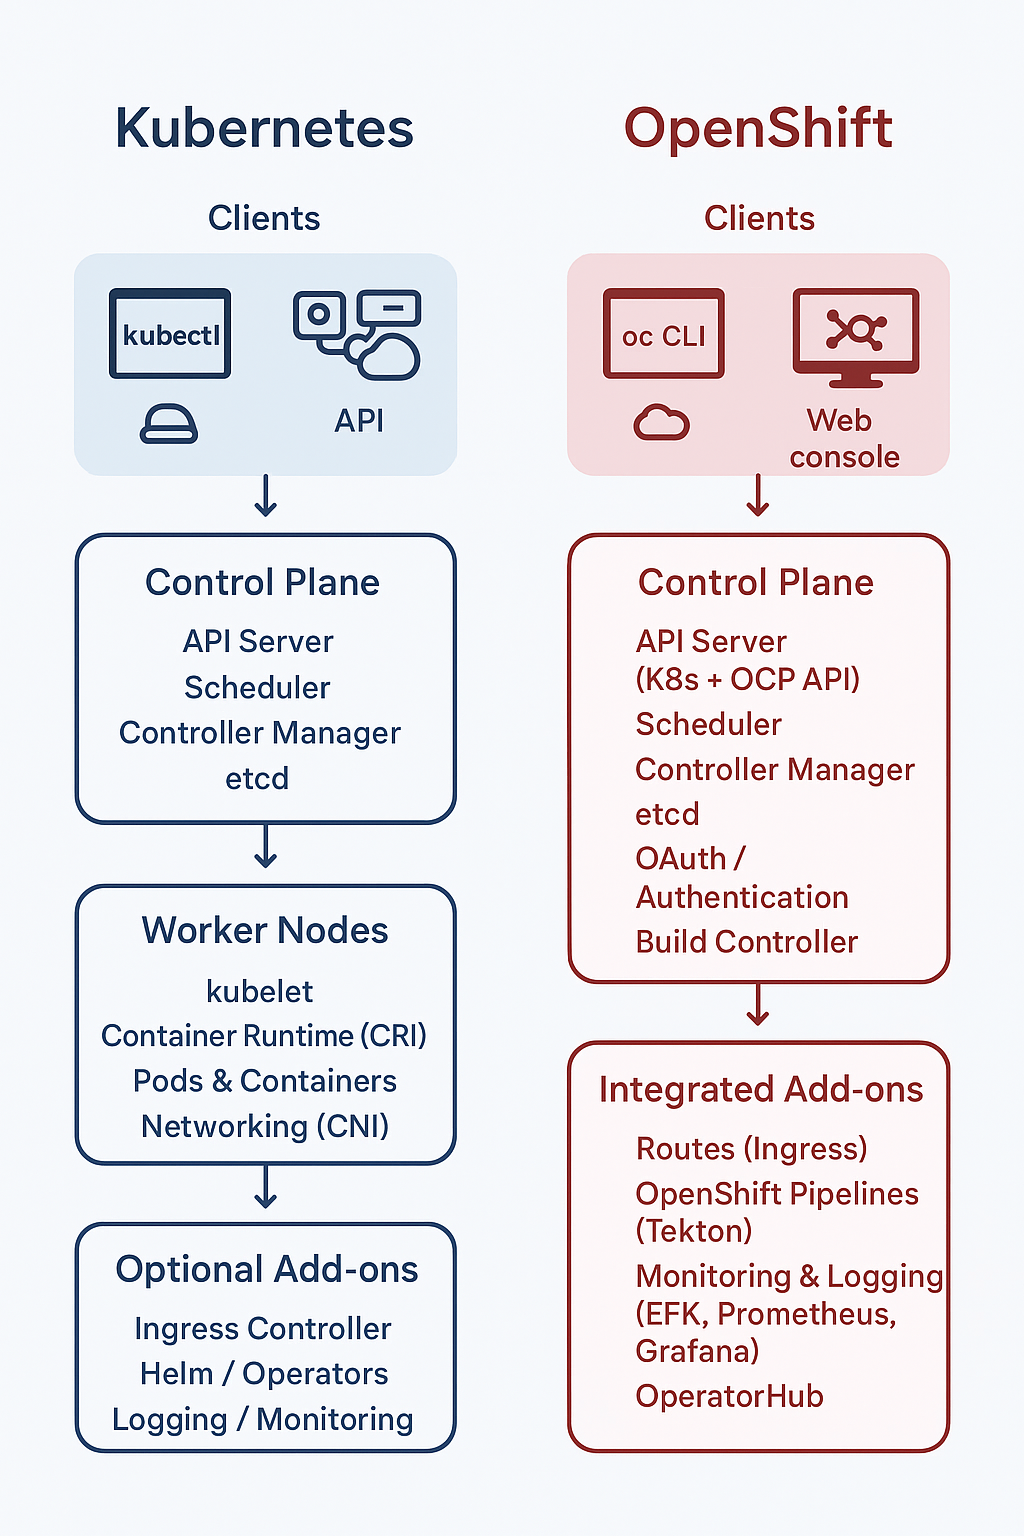 Kubernetes
Clients
kubectl
API
Control Plane
API Server
Scheduler
Controller Manager
etcd
Worker Nodes
kubelet
Container Runtime (CRI)
Pods & Containers
Networking (CNI)
Optional Add-ons
Ingress Controller
Helm / Operators
Logging / Monitoring
OpenShift
Clients
oc CLI
Web
console
Control Plane
API Server
(K8s + OCP API)
Scheduler
Controller Manager
etcd
OAuth /
Authentication
Build Controller
Integrated Add-ons
Routes (Ingress)
OpenShift Pipelines
(Tekton)
Monitoring & Logging
(EFK, Prometheus,
Grafana)
OperatorHub